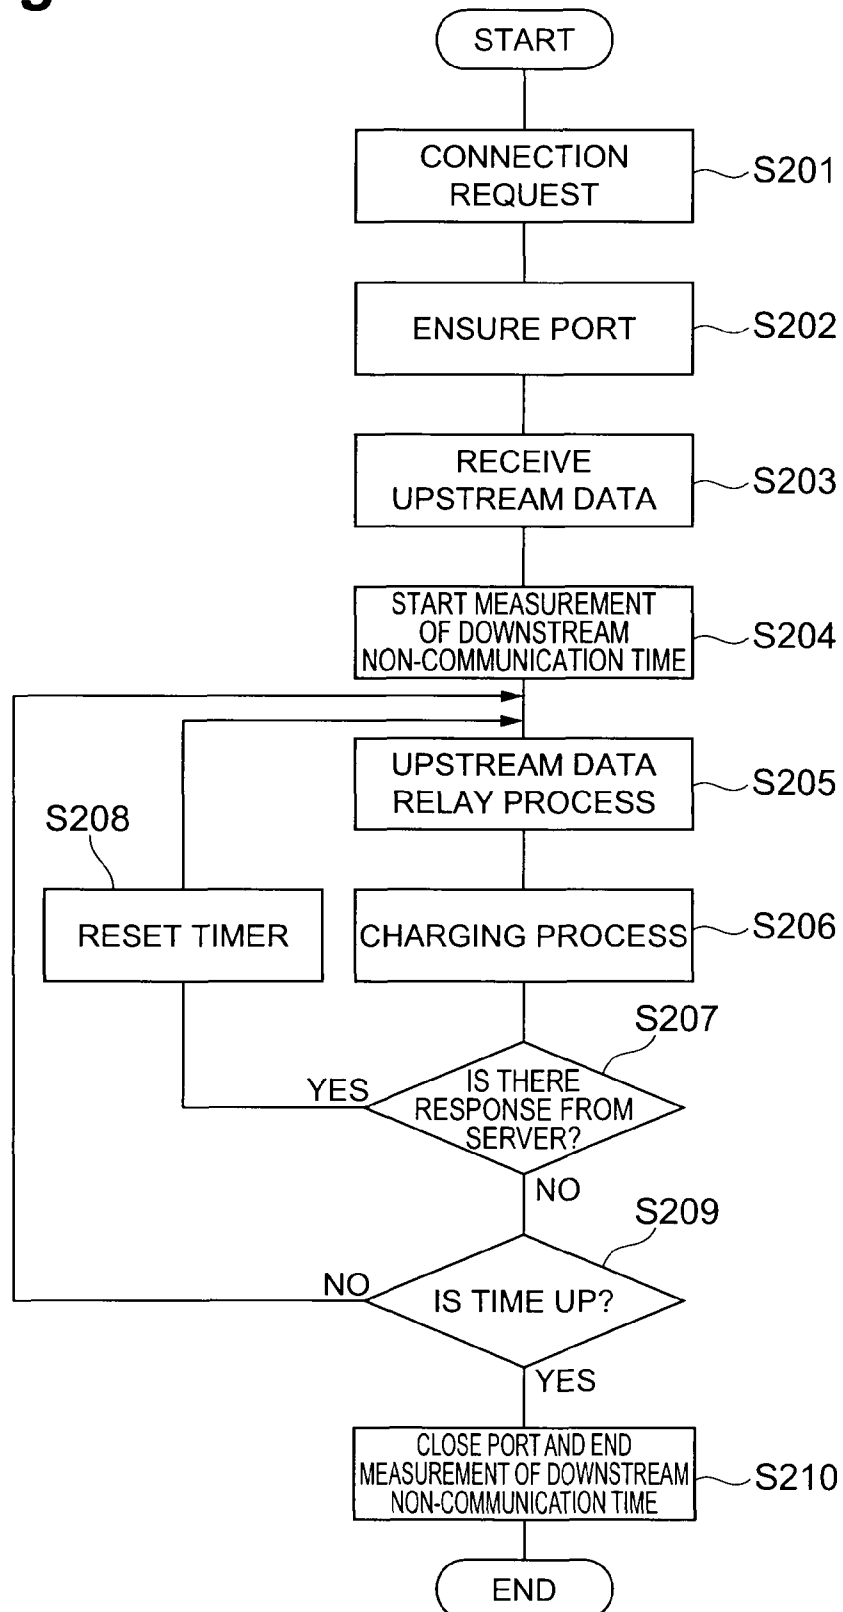 g
START
CONNECTION
REQUEST
S201
ENSURE PORT
S202
RECEIVE
UPSTREAM DATA
S203
START MEASUREMENT
OF DOWNSTREAM
NON-COMMUNICATION TIME
S204
UPSTREAM DATA
RELAY PROCESS
S205
S208
RESET TIMER
CHARGING PROCESS
S206
S207
YES
IS THERE
RESPONSE FROM
SERVER?
NO
S209
NO
IS TIME UP?
YES
CLOSE PORT AND END
MEASUREMENT OF DOWNSTREAM
NON-COMMUNICATION TIME
S210
END